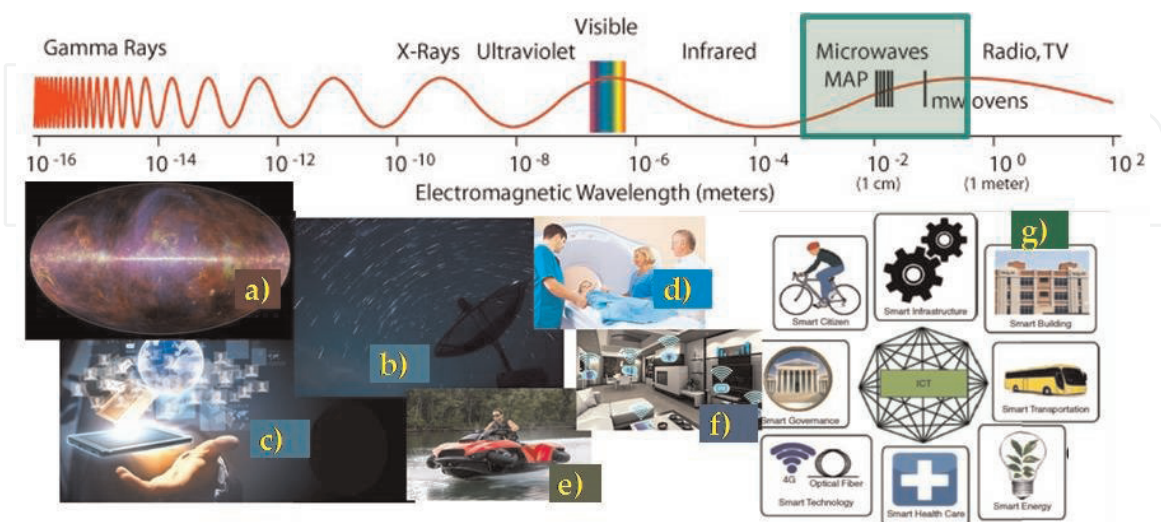 Visible
Gamma Rays
X-Rays
Ultraviolet
Infrared
Microwaves
Radio, TV
MAP
mw ovens
10 -16
10 -14
10 -12
10 -10
10 -8
10 -6
10 -4
10 -2
10 0
10 2
(1 cm)
(1 meter)
Electromagnetic Wavelength (meters)
a)
b)
c)
d)
e)
f)
g)
Smart Citizen
Smart Infrastructure
Smart Building
Smart Governance
ICT
Smart Transportation
4G
Optical Fiber
Smart Technology
Smart Health Care
Smart Energy